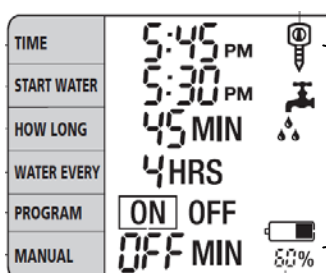 TIME 5:45 PM
START WATER 5:30 PM
HOW LONG 45 MIN
WATER EVERY 4 HRS
PROGRAM ON OFF
MANUAL OFF MIN 60%